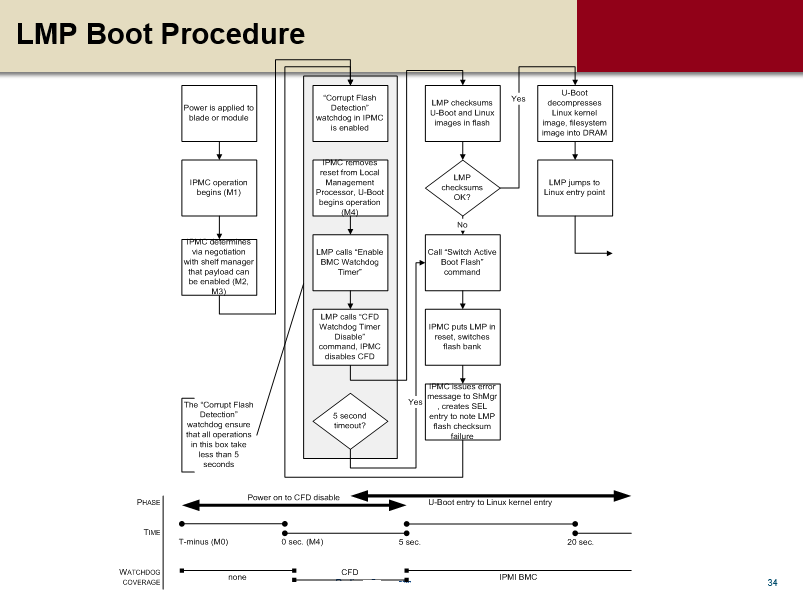 LMP Boot Procedure
Power is applied to
blade or module
IPMC operation
begins (M1)
IPMC determines
via negotiation
with shelf manager
that payload can
be enabled (M2,
M3)
The “Corrupt Flash
Detection”
watchdog ensure
that all operations
in this box take
less than 5
seconds
“Corrupt Flash
Detection”
watchdog in IPMC
is enabled
IPMC removes
reset from Local
Management
Processor, U-Boot
begins operation
(M4)
LMP calls “Enable
BMC Watchdog
Timer”
LMP calls “CFD
Watchdog Timer
Disable”
command, IPMC
disables CFD
5 second
timeout?
Yes
LMP checksums
U-Boot and Linux
images in flash
LMP
checksums
OK?
Yes
No
Call “Switch Active
Boot Flash”
command
IPMC puts LMP in
reset, switches
flash bank
IPMC issues error
message to ShMgr
, creates SEL
entry to note LMP
flash checksum
failure
U-Boot
decompresses
Linux kernel
image, filesystem
image into DRAM
LMP jumps to
Linux entry point
PHASE
Power on to CFD disable
U-Boot entry to Linux kernel entry
TIME
T-minus (M0)
0 sec. (M4)
5 sec.
20 sec.
WATCHDOG
COVERAGE
none
CFD
IPMI BMC
34